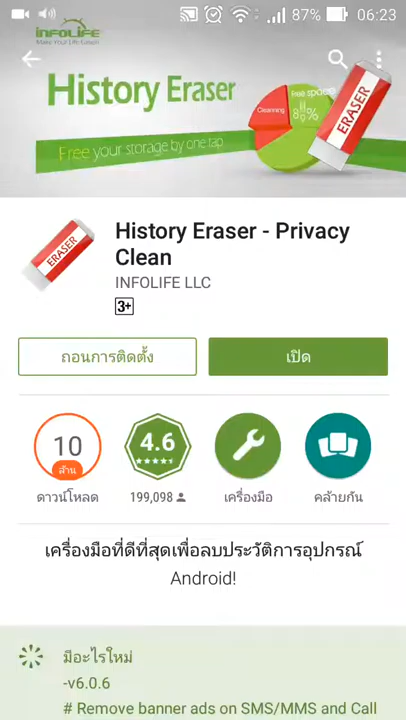 87% 06:23
INFOLIFE
Make Your Life Easier!
History Eraser
Cleanning
Free space
89%
ERASER
Free your storage by one tap
ERASER
History Eraser - Privacy
Clean
INFOLIFE LLC
3+
ถอนการติดตั้ง
เปิด
10
ล้าน
4.6
ดาวน์โหลด
199,098
เครื่องมือ
คล้ายกัน
เครื่องมือที่ดีที่สุดเพื่อลบประวัติการอุปกรณ์
Android!
มีอะไรใหม่
-v6.0.6
# Remove banner ads on SMS/MMS and Call